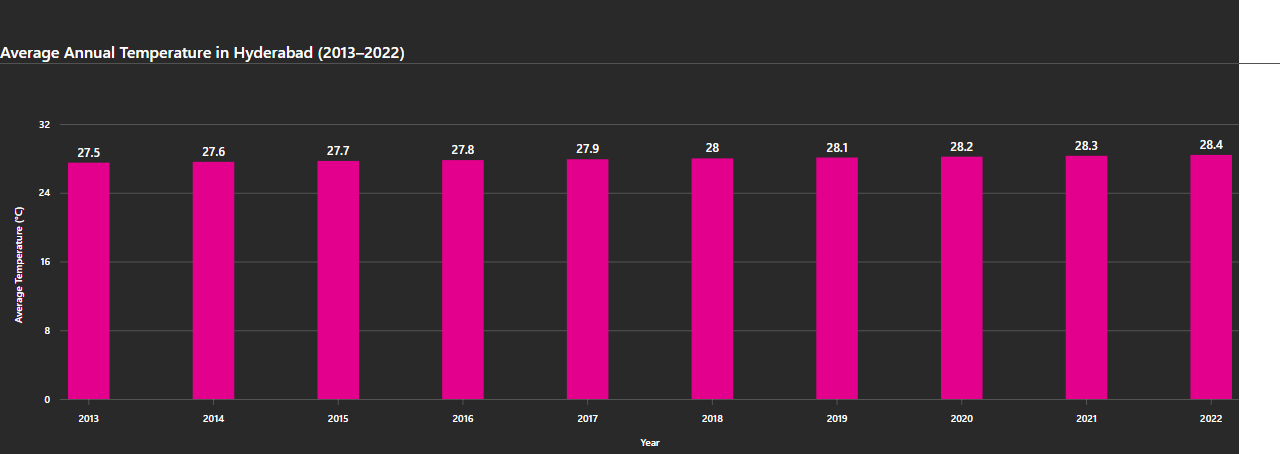 Average Annual Temperature in Hyderabad (2013–2022)
32
24
16
8
0
Average Temperature (°C)
27.5 27.6 27.7 27.8 27.9 28 28.1 28.2 28.3 28.4
2013 2014 2015 2016 2017 2018 2019 2020 2021 2022
Year